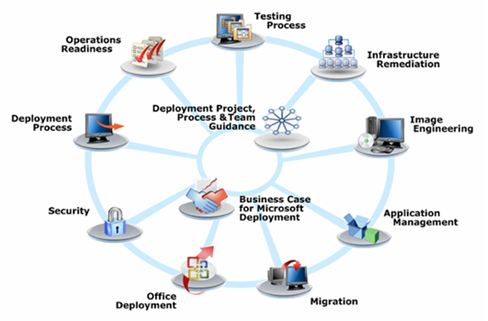 Testing
Process
Operations
Readiness
Infrastructure
Remediation
Deployment
Process
Deployment Project,
Process & Team
Guidance
Image
Engineering
Security
Business Case
for Microsoft
Deployment
Application
Management
Office
Deployment
Migration